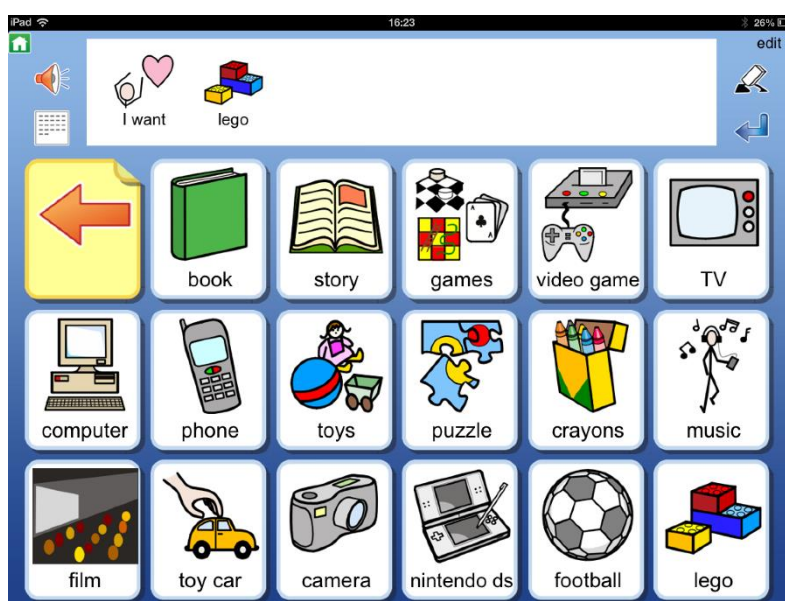 iPad 16:23 26%
edit
I want lego
book story games video game TV
computer phone toys puzzle crayons music
film toy car camera nintendo ds football lego